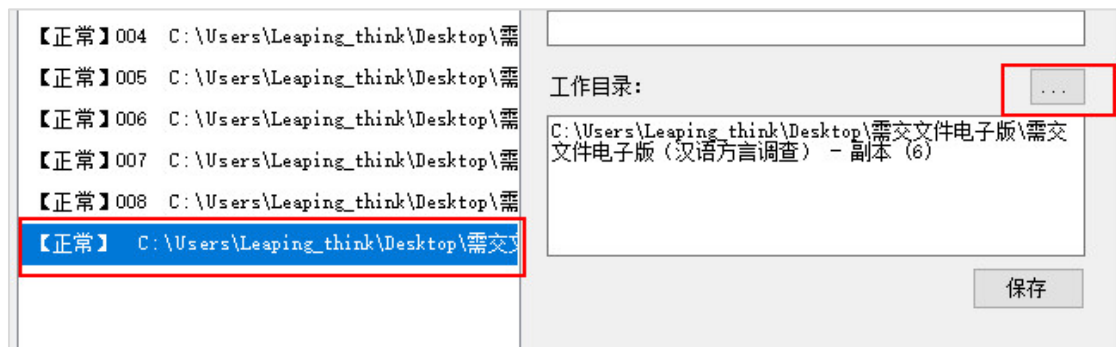 【正常】004 C:\Users\Leaping_think\Desktop\需
【正常】005 C:\Users\Leaping_think\Desktop\需
【正常】006 C:\Users\Leaping_think\Desktop\需
【正常】007 C:\Users\Leaping_think\Desktop\需
【正常】008 C:\Users\Leaping_think\Desktop\需
【正常】 C:\Users\Leaping_think\Desktop\需交文
工作目录:
...
C:\Users\Leaping_think\Desktop\需交文件电子版\需交
文件电子版（汉语方言调查） - 副本 (6)
保存